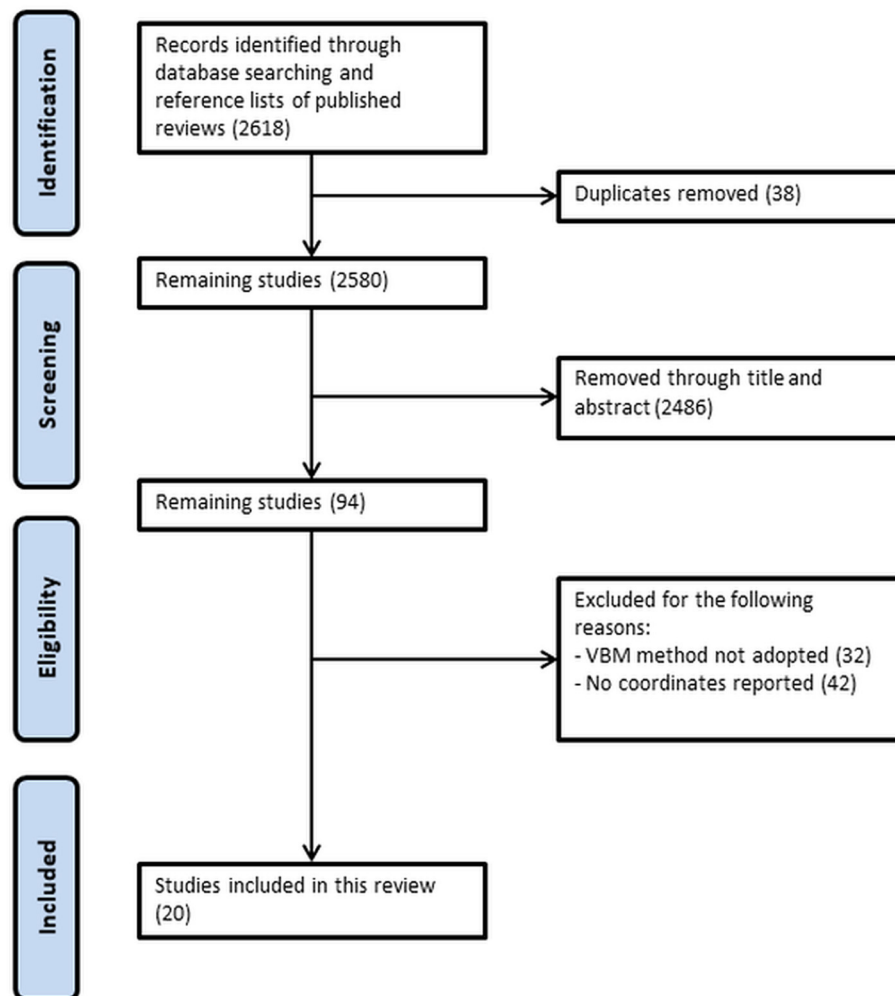 Identification
Records identified through
database searching and
reference lists of published
reviews (2618)
Duplicates removed (38)
Screening
Remaining studies (2580)
Removed through title and
abstract (2486)
Remaining studies (94)
Eligibility
Excluded for the following
reasons:
- VBM method not adopted (32)
- No coordinates reported (42)
Included
Studies included in this review
(20)